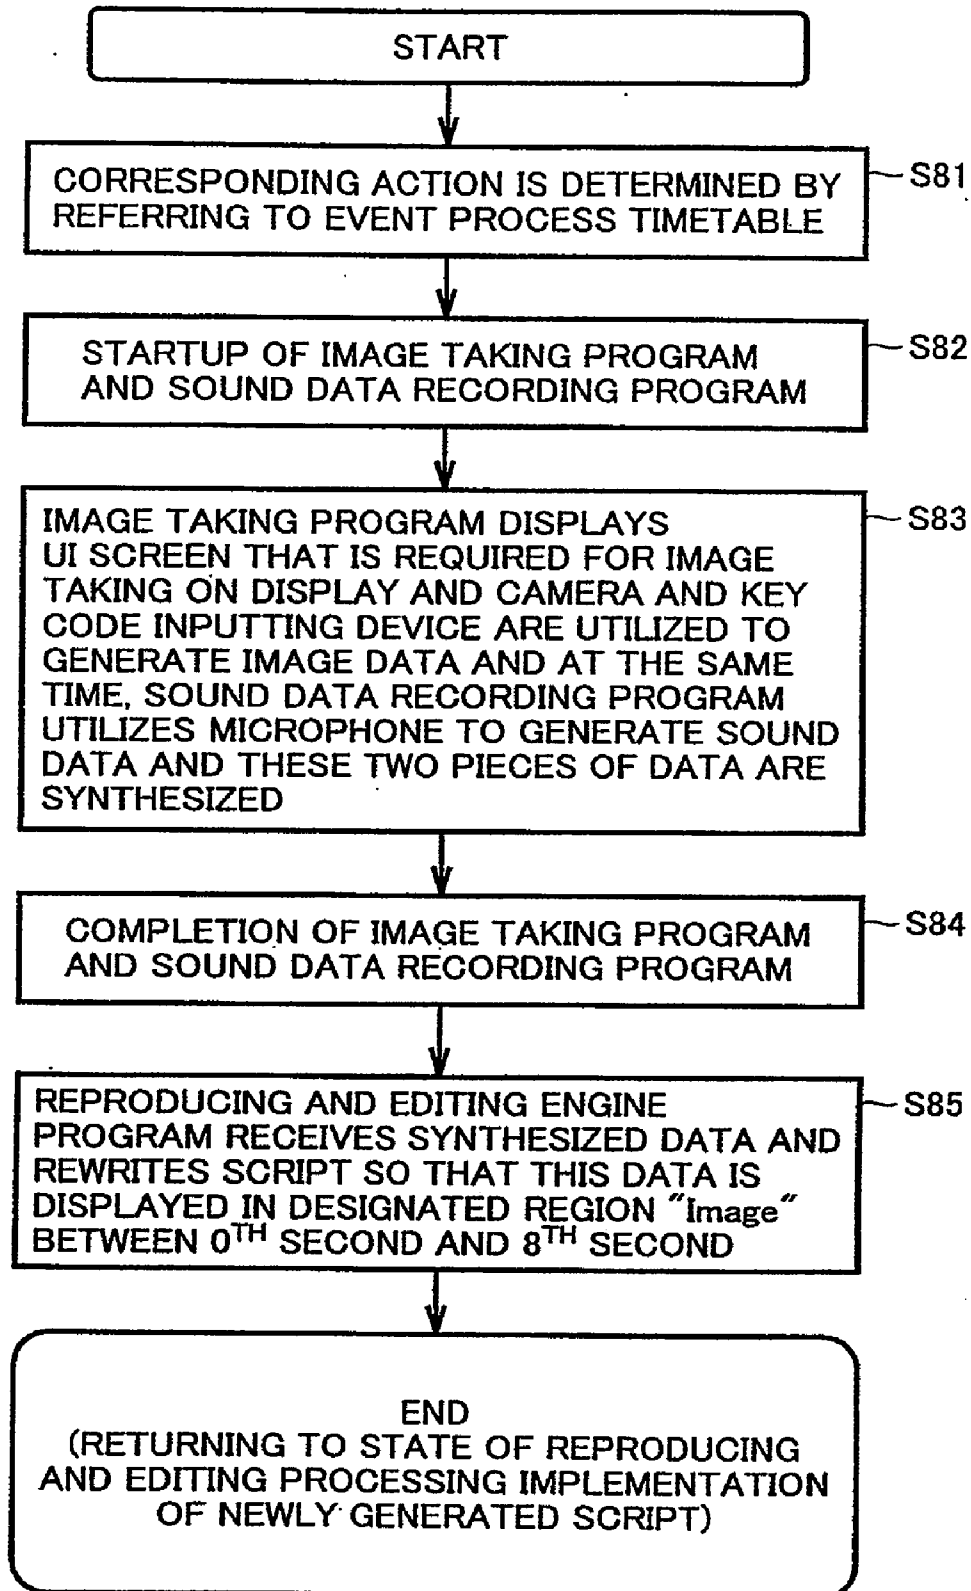 START
CORRESPONDING ACTION IS DETERMINED BY
REFERRING TO EVENT PROCESS TIMETABLE
S81
STARTUP OF IMAGE TAKING PROGRAM
AND SOUND DATA RECORDING PROGRAM
S82
IMAGE TAKING PROGRAM DISPLAYS
UI SCREEN THAT IS REQUIRED FOR IMAGE
TAKING ON DISPLAY AND CAMERA AND KEY
CODE INPUTTING DEVICE ARE UTILIZED TO
GENERATE IMAGE DATA AND AT THE SAME
TIME, SOUND DATA RECORDING PROGRAM
UTILIZES MICROPHONE TO GENERATE SOUND
DATA AND THESE TWO PIECES OF DATA ARE
SYNTHESIZED
S83
COMPLETION OF IMAGE TAKING PROGRAM
AND SOUND DATA RECORDING PROGRAM
S84
REPRODUCING AND EDITING ENGINE
PROGRAM RECEIVES SYNTHESIZED DATA AND
REWRITES SCRIPT SO THAT THIS DATA IS
DISPLAYED IN DESIGNATED REGION "Image"
BETWEEN 0TH SECOND AND 8TH SECOND
S85
END
(RETURNING TO STATE OF REPRODUCING
AND EDITING PROCESSING IMPLEMENTATION
OF NEWLY GENERATED SCRIPT)